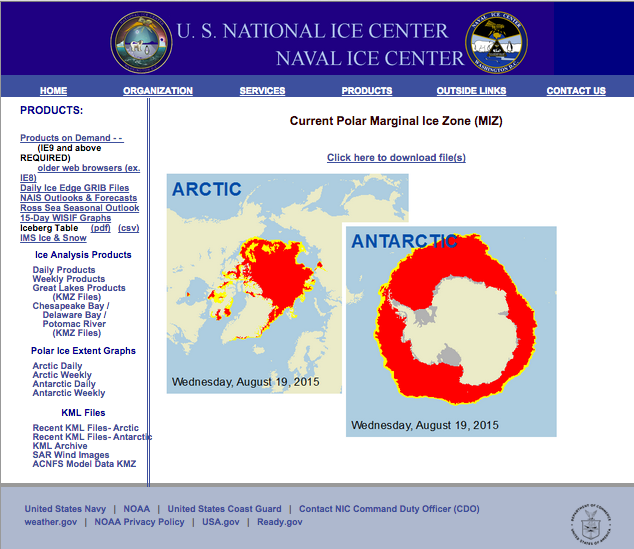 U. S. NATIONAL ICE CENTER
NAVAL ICE CENTER
NAVAL ICE CENTER
WASHINGTON D.C.
HOME ORGANIZATION SERVICES PRODUCTS OUTSIDE LINKS CONTACT US
PRODUCTS:
Products on Demand - -
(IE9 and above
REQUIRED)
older web browsers (ex.
IE8)
Daily Ice Edge GRIB Files
NAIS Outlooks & Forecasts
Ross Sea Seasonal Outlook
15-Day WISIF Graphs
Iceberg Table (pdf) (csv)
IMS Ice & Snow
Ice Analysis Products
Daily Products
Weekly Products
Great Lakes Products
(KMZ Files)
Chesapeake Bay /
Delaware Bay /
Potomac River
(KMZ Files)
Polar Ice Extent Graphs
Arctic Daily
Arctic Weekly
Antarctic Daily
Antarctic Weekly
KML Files
Recent KML Files- Arctic
Recent KML Files- Antarctic
KML Archive
SAR Wind Images
ACNFS Model Data KMZ
Current Polar Marginal Ice Zone (MIZ)
Click here to download file(s)
ARCTIC
Wednesday, August 19, 2015
ANTARCTIC
Wednesday, August 19, 2015
United States Navy | NOAA | United States Coast Guard | Contact NIC Command Duty Officer (CDO)
weather.gov | NOAA Privacy Policy | USA.gov | Ready.gov
DEPARTMENT OF COMMERCE
UNITED STATES OF AMERICA